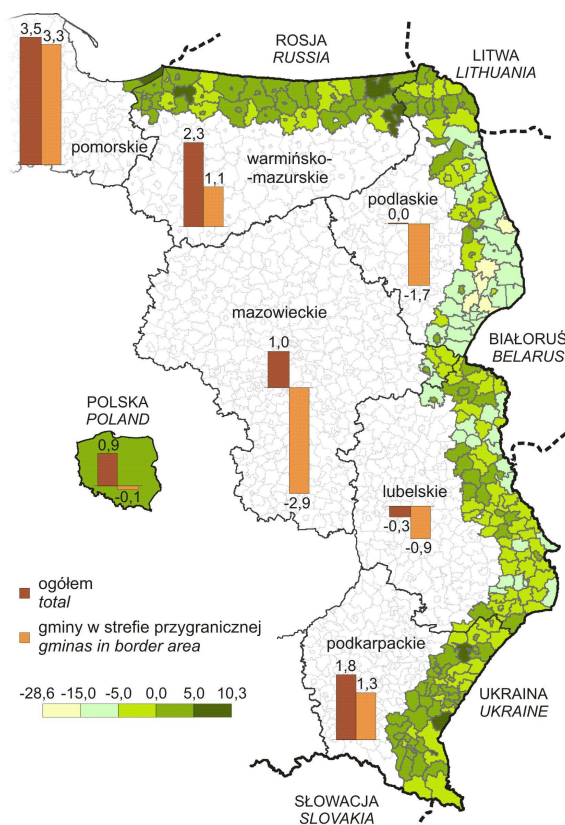 3,5
3,3
pomorskie
ROSJA
RUSSIA
LITWA
LITHUANIA
2,3
1,1
warmińsko-
-mazurskie
podlaskie
0,0
-1,7
mazowieckie
1,0
-2,9
BIAŁORUŚ
BELARUS
POLSKA
POLAND
0,9
-0,1
lubelskie
-0,3
-0,9
ogółem
total
gminy w strefie przygranicznej
gminas in border area
podkarpackie
1,8
1,3
-28,6 -15,0 -5,0 0,0 5,0 10,3
UKRAINA
UKRAINE
SŁOWACJA
SLOVAKIA